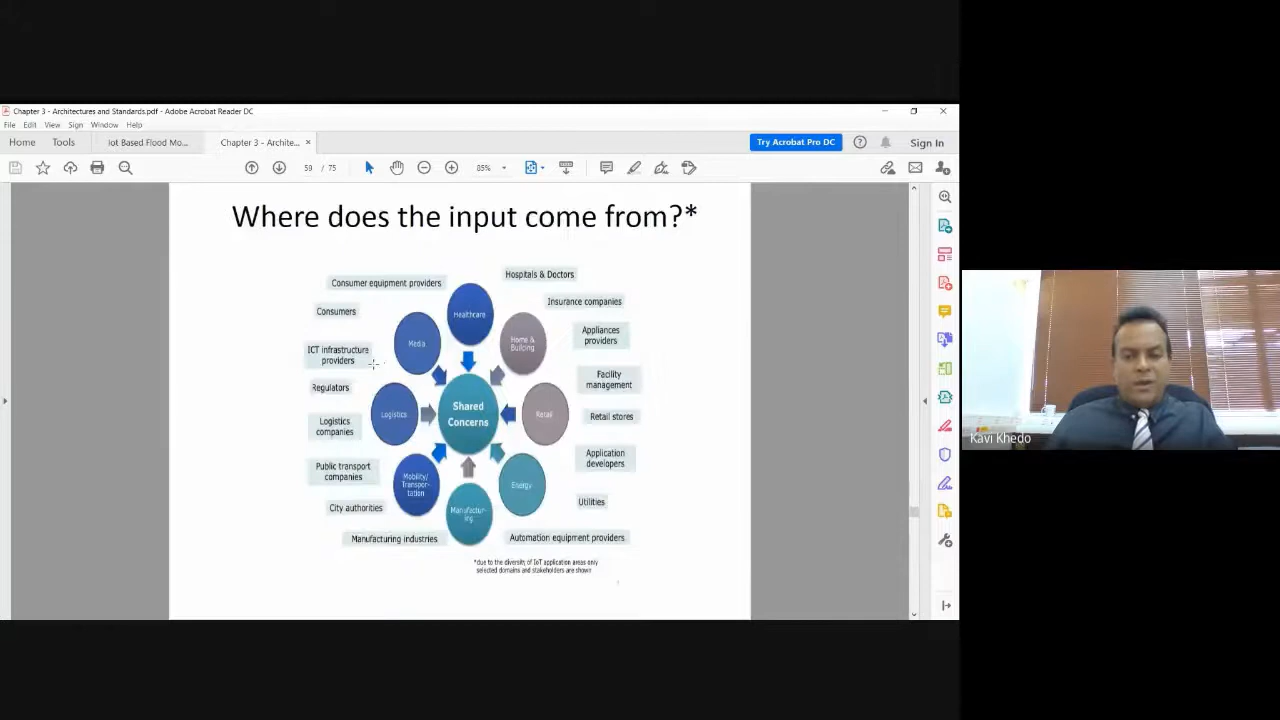 Chapter 3 - Architectures and Standards.pdf - Adobe Acrobat Reader DC
File Edit View Sign Window Help
Home Tools Iot Based Flood Mo... Chapter 3 - Archite... × Try Acrobat Pro DC Sign In
59 / 75 85%
Where does the input come from?*
Hospitals & Doctors
Consumer equipment providers
Insurance companies
Consumers
Healthcare
Appliances
providers
Media
Home &
Building
ICT infrastructure
providers
Facility
management
Regulators
Shared
Concerns
Logistics
Retail
Retail stores
Logistics
companies
Application
developers
Public transport
companies
Mobility/
Transpor-
tation
Energy
Utilities
City authorities
Manufactur-
ing
Manufacturing industries
Automation equipment providers
*due to the diversity of IoT application areas only
selected domains and stakeholders are shown
Kavi Khedo